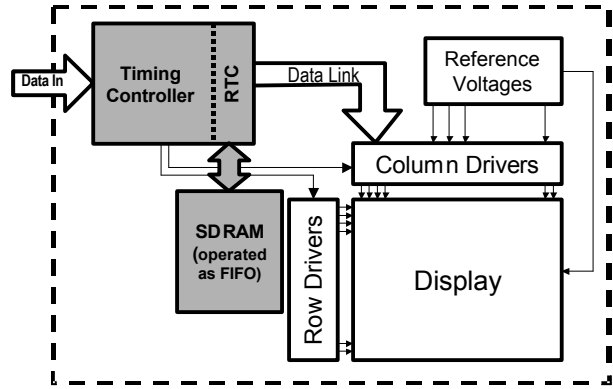 Data In
Timing
Controller
RTC
Data Link
Reference
Voltages
Column Drivers
SDRAM
(operated
as FIFO)
Row Drivers
Display